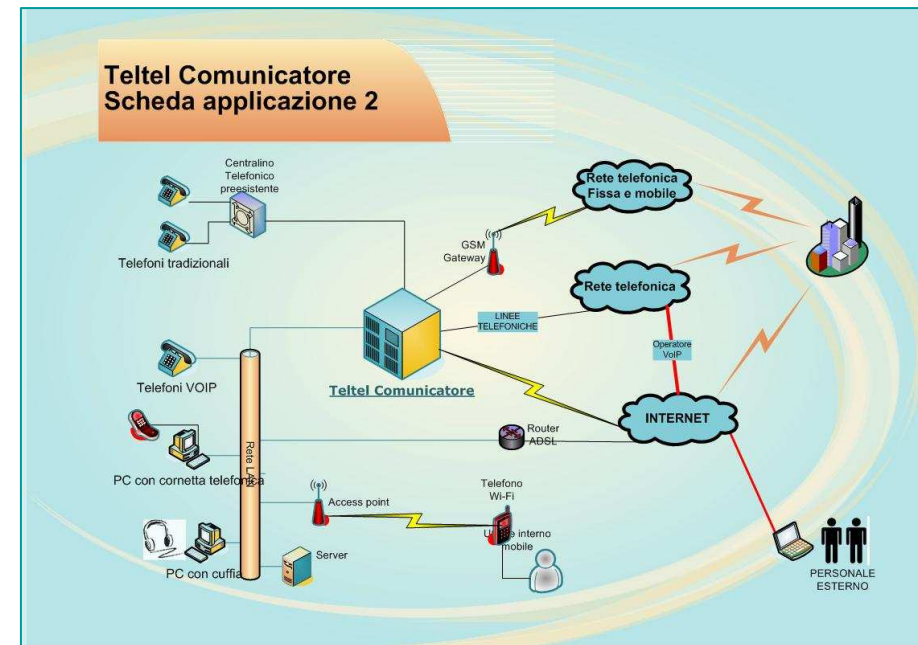 Teltel Comunicatore
Scheda applicazione 2
Centralino
Telefonico
preesistente
Telefoni tradizionali
Rete telefonica
Fissa e mobile
GSM
Gateway
Rete telefonica
LINEE
TELEFONICHE
Operatore
VoIP
Telefoni VOIP
Teltel Comunicatore
INTERNET
Router
ADSL
Rete LAN
PC con cornetta telefonica
Access point
Telefono
Wi-Fi
interno
mobile
Server
PC con cuffia
PERSONALE
ESTERNO